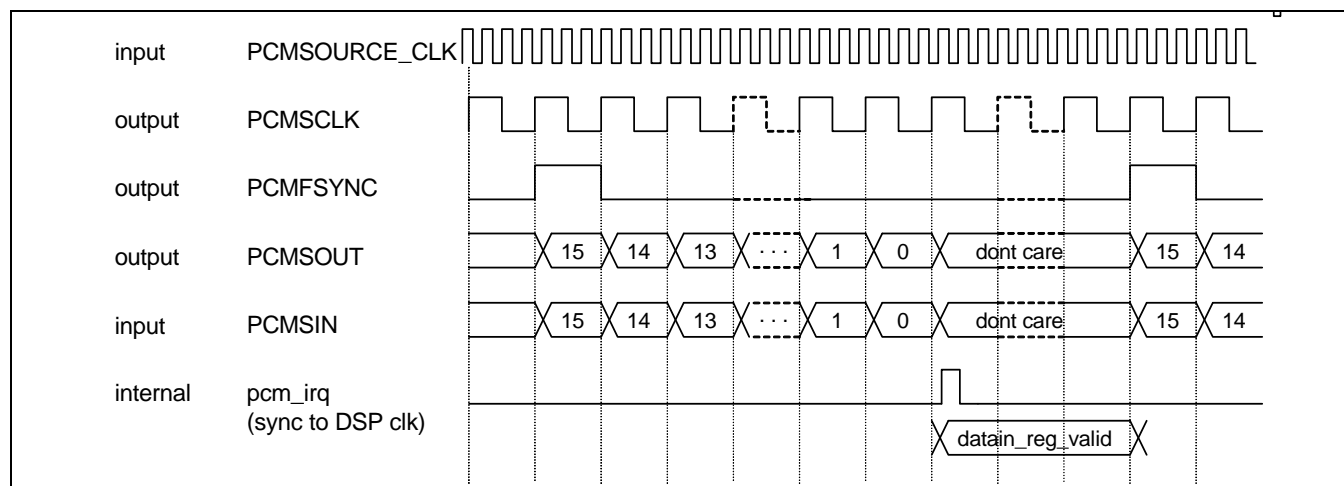 input PCMSOURCE_CLK
output PCMSCLK
output PCMFSYNC
output PCMSOUT 15 14 13 · · · 1 0 dont care 15 14
input PCMSIN 15 14 13 · · · 1 0 dont care 15 14
internal pcm_irq
(sync to DSP clk)
datain_reg_valid